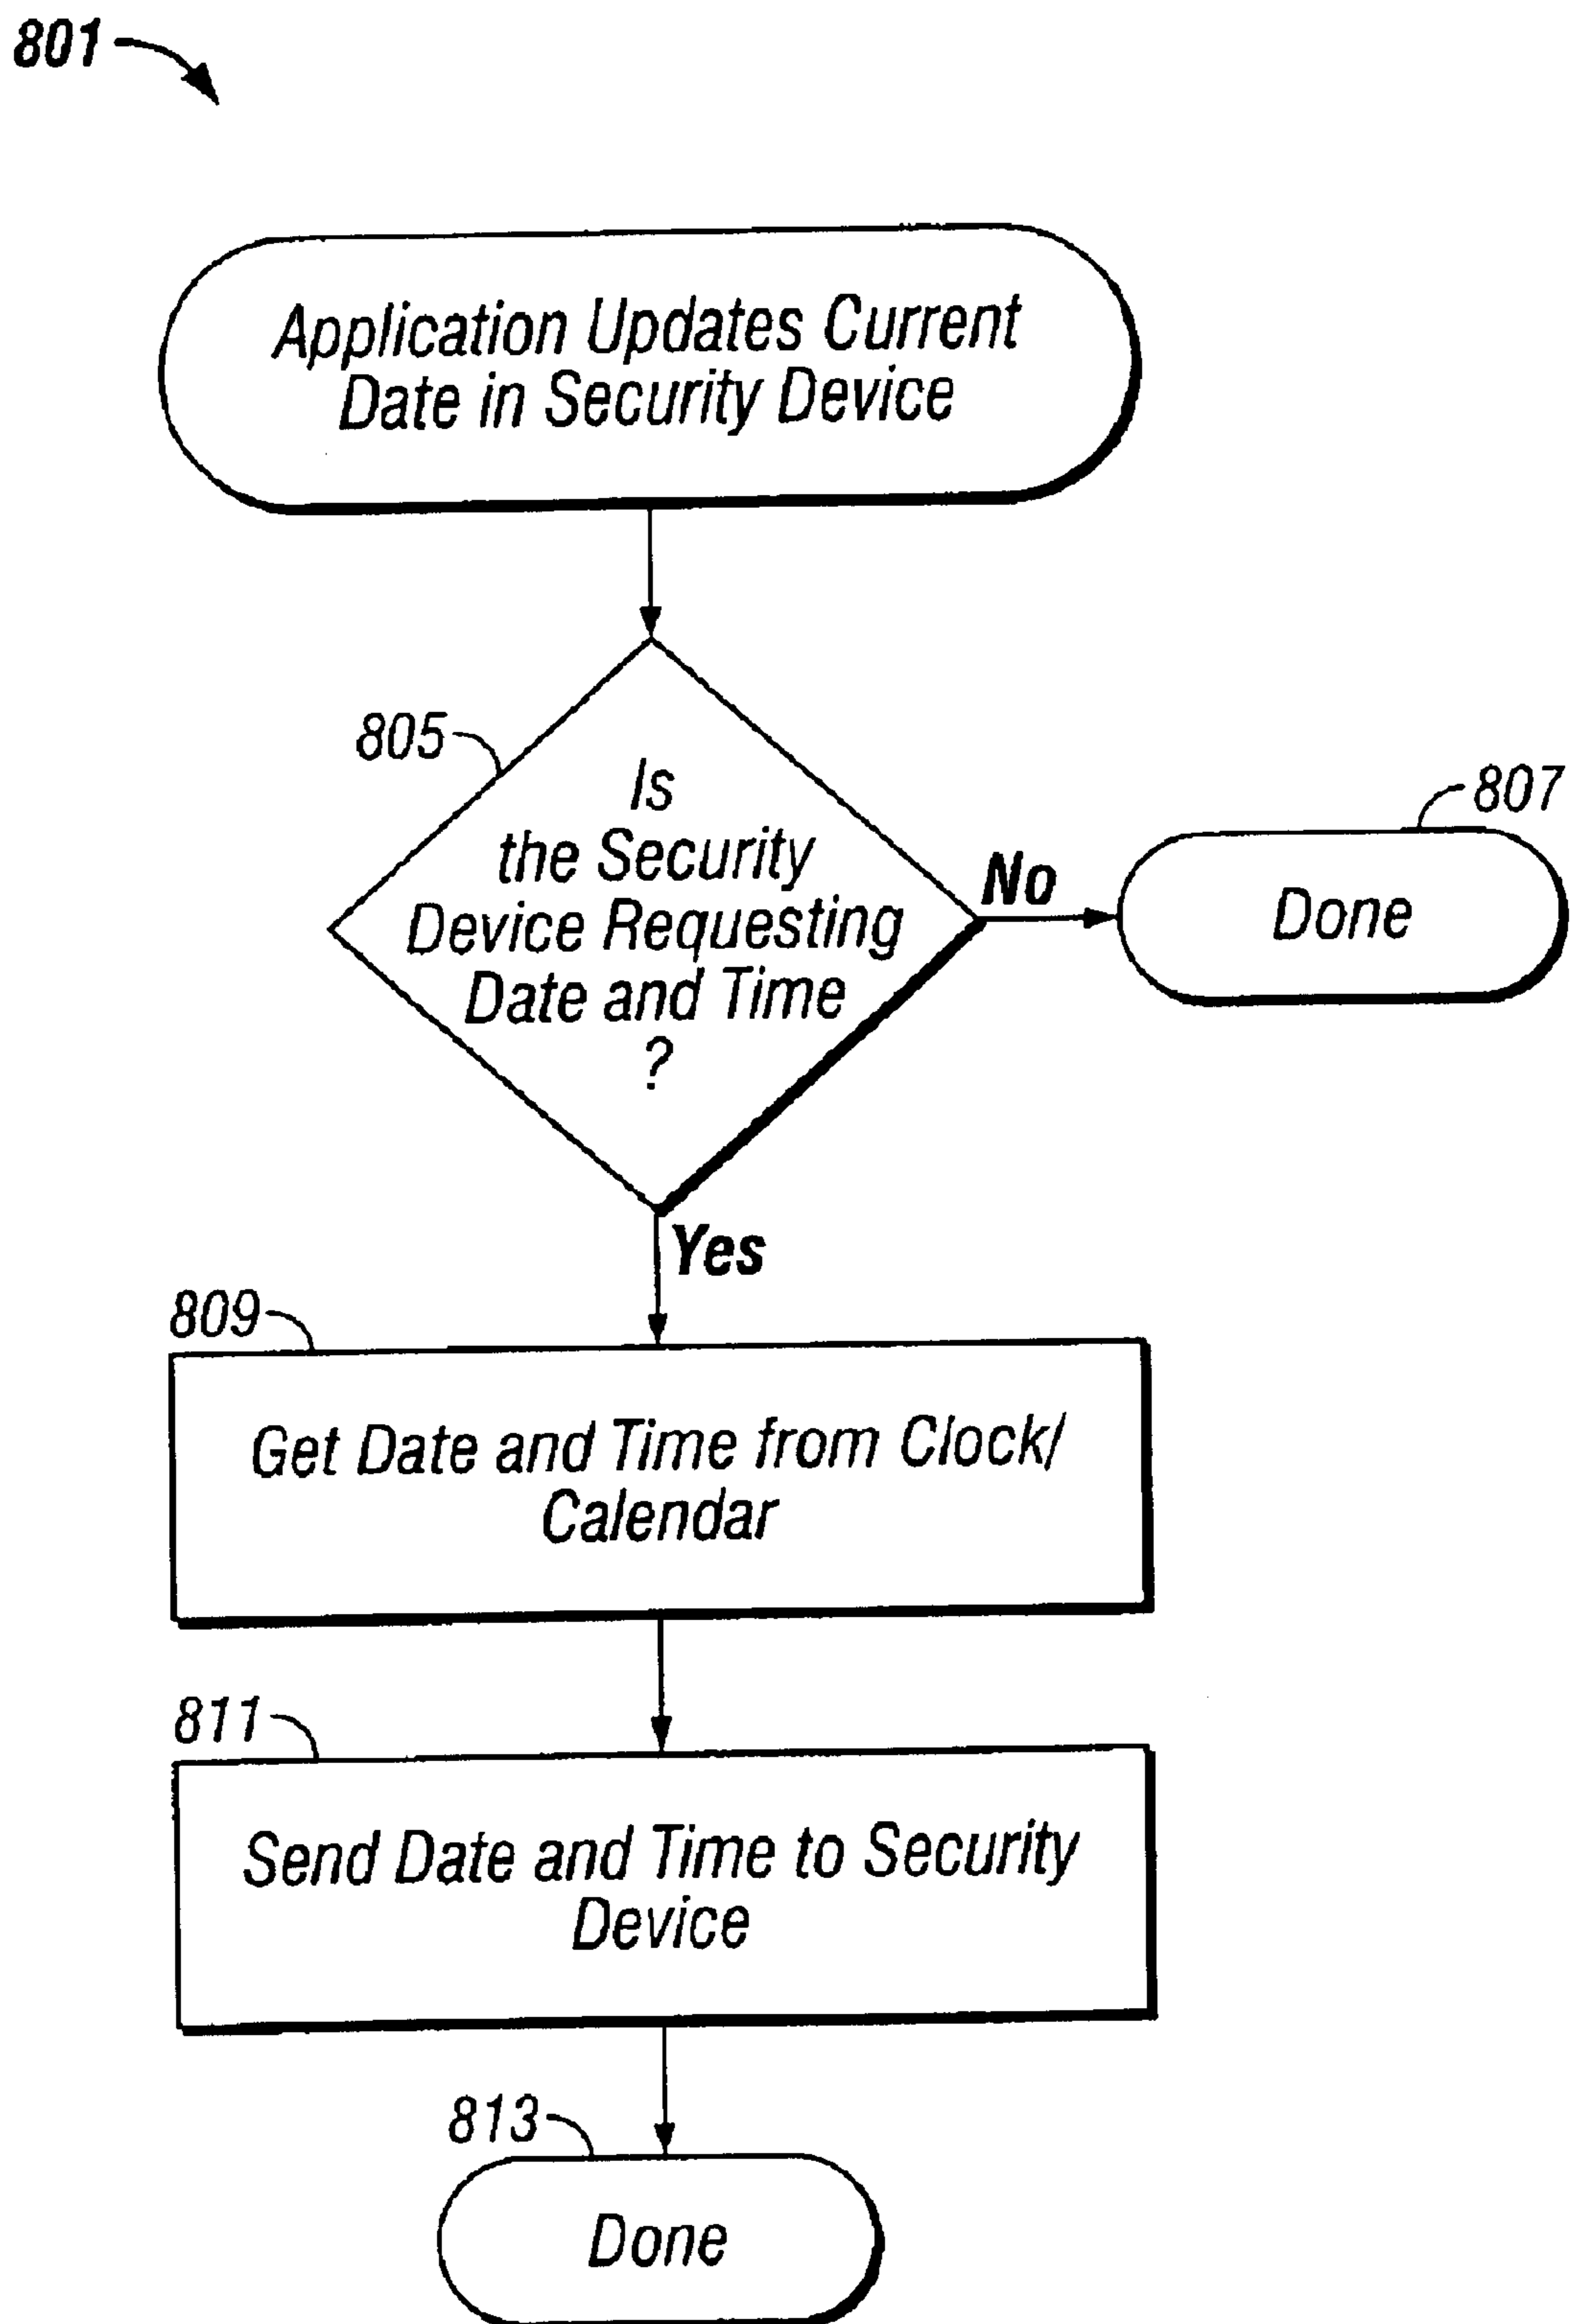 801
Application Updates Current
Date in Security Device
805
Is
the Security
Device Requesting
Date and Time
?
No
807
Done
Yes
809
Get Date and Time from Clock/
Calendar
811
Send Date and Time to Security
Device
813
Done